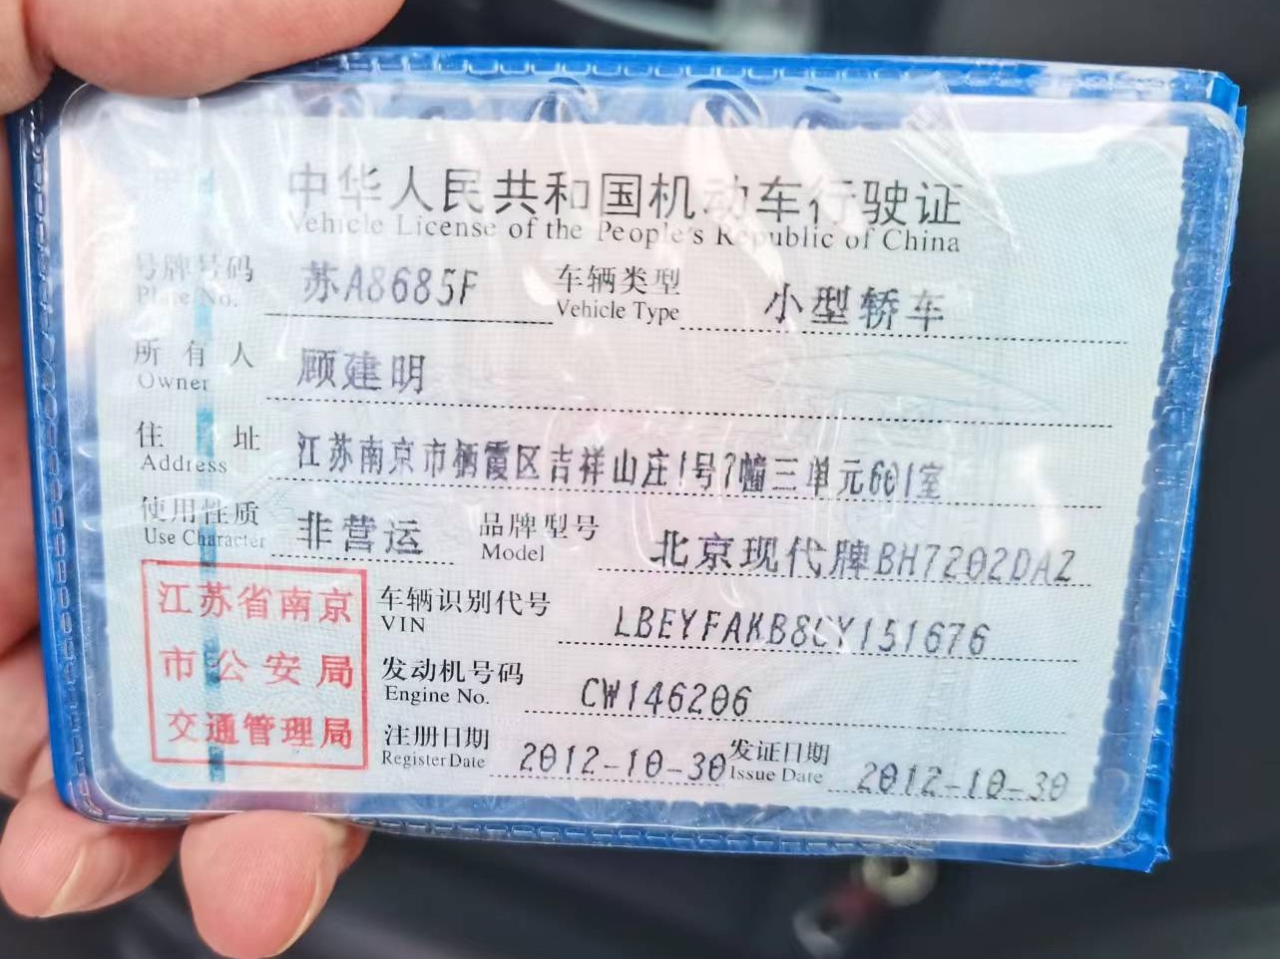 中华人民共和国机动车行驶证
Vehicle License of the People's Republic of China
号牌号码 苏A8685F 车辆类型 小型轿车
Plate No. Vehicle Type
所有人 顾建明
Owner
住址 江苏南京市栖霞区吉祥山庄1号7幢三单元601室
Address
使用性质 非营运 品牌型号 北京现代牌BH7202DAZ
Use Character Model
江苏省南京
市公安局
交通管理局
车辆识别代号 LBEYFAKB8CY151676
VIN
发动机号码 CW146206
Engine No.
注册日期 2012-10-30 发证日期 2012-10-30
Register Date Issue Date